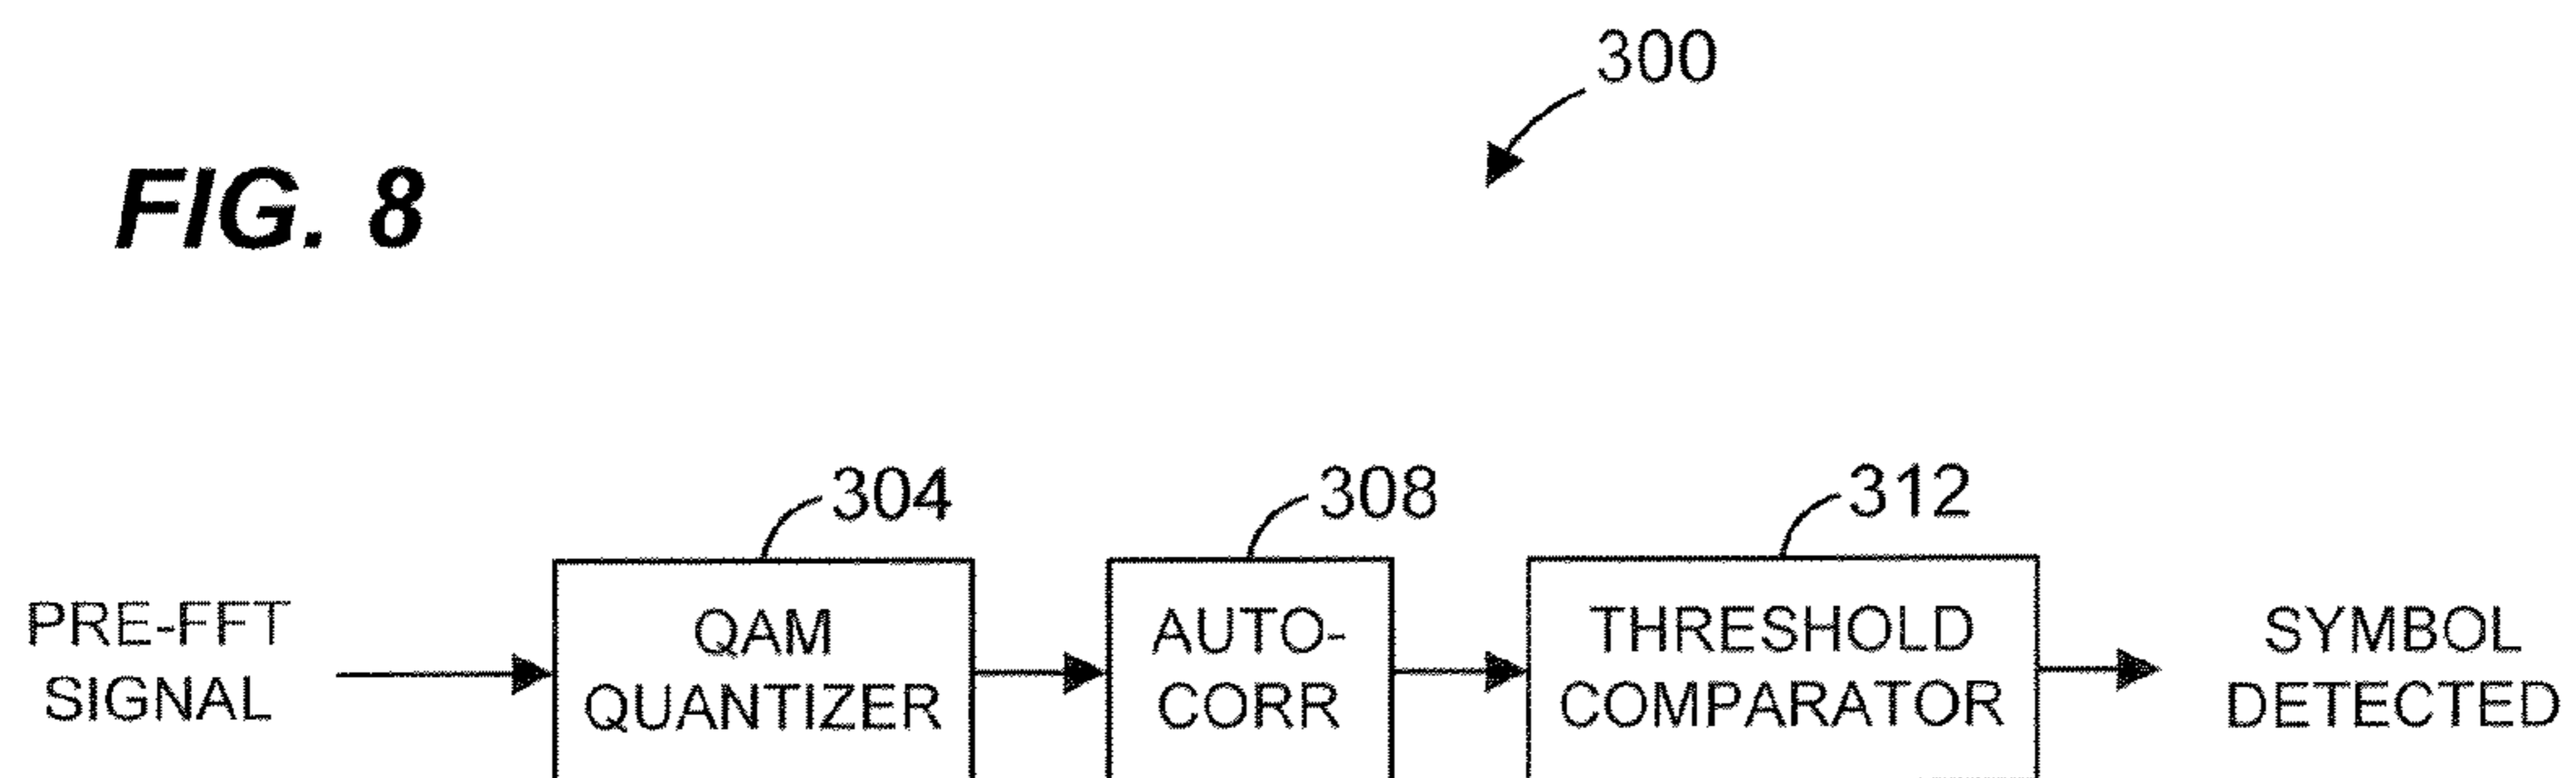 300
FIG. 8
304
308
312
PRE-FFT
SIGNAL
QAM
QUANTIZER
AUTO-
CORR
THRESHOLD
COMPARATOR
SYMBOL
DETECTED